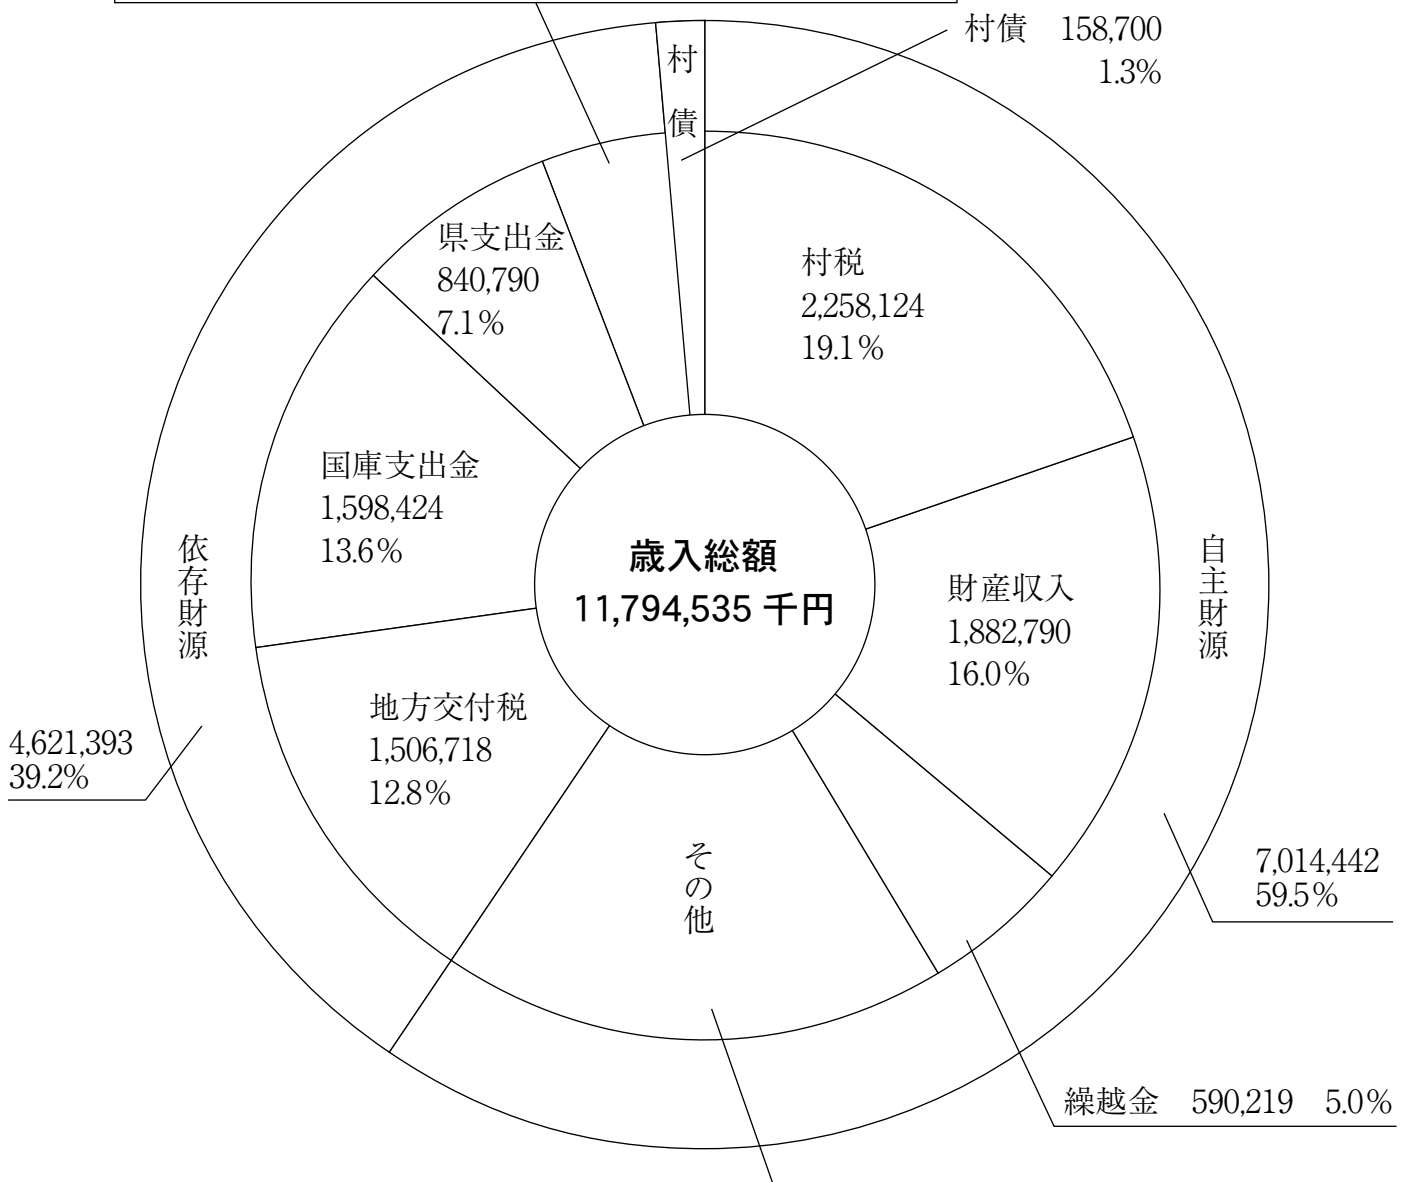 村債　158,700
1.3%
村債
村税
2,258,124
19.1%
県支出金
840,790
7.1%
国庫支出金
1,598,424
13.6%
歳入総額
11,794,535 千円
依存財源
自主財源
財産収入
1,882,790
16.0%
地方交付税
1,506,718
12.8%
4,621,393
39.2%
その他
7,014,442
59.5%
繰越金　590,219　5.0%